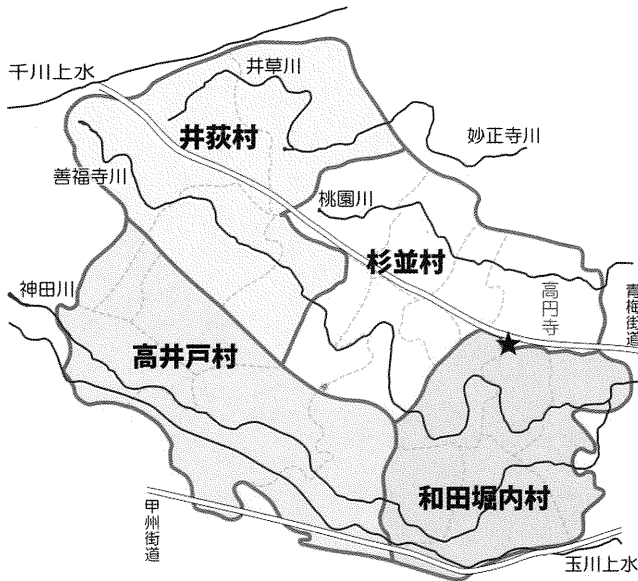 千川上水
井草川
井荻村
妙正寺川
善福寺川
桃園川
杉並村
神田川
高円寺
青梅街道
高井戸村
和田堀内村
甲州街道
玉川上水